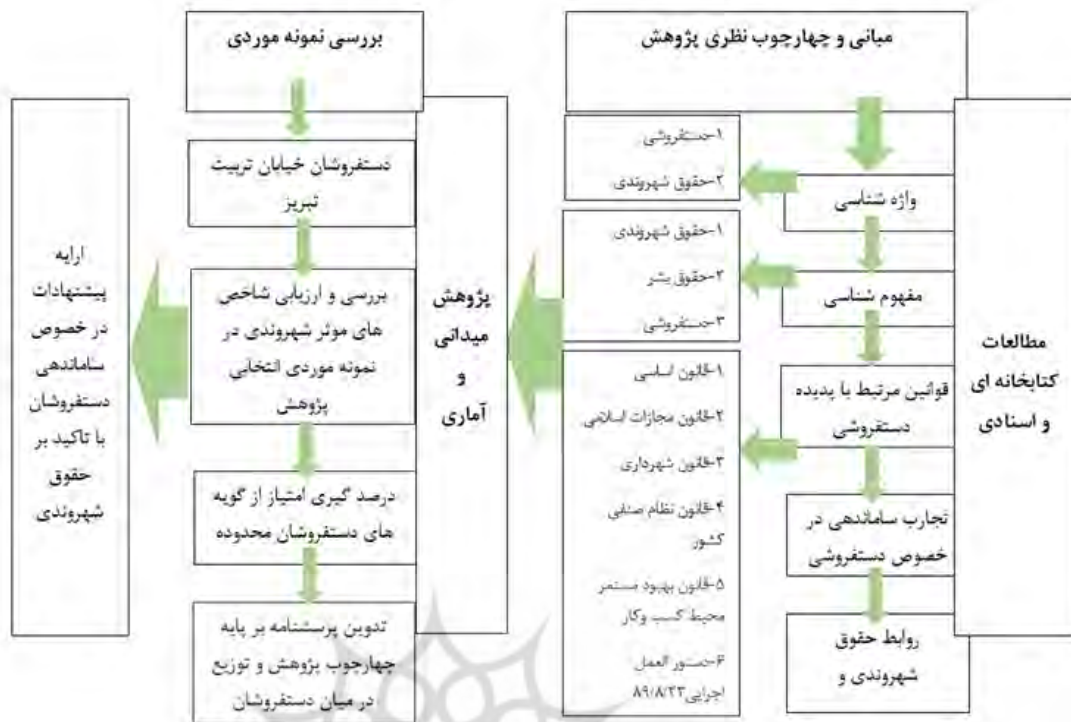 مبانی و چهارچوب نظری پژوهش
مطالعات
کتابخانه ای
و اسنادی
واژه شناسی
۱-دستفروشی
۲-حقوق شهروندی
مفهوم شناسی
۱-حقوق شهروندی
۲-حقوق بشر
۳-دستفروشی
قوانین مرتبط با پدیده
دستفروشی
۱-قانون اساسی
۲-قانون مجازات اسلامی
۳-قانون شهرداری
۴-قانون نظام صنفی
کشور
۵-قانون بهبود مستمر
محیط کسب وکار
۶-دستور العمل
اجرایی۸۹/۸/۲۳
تجارب ساماندهی در
خصوص دستفروشی
روابط حقوق
شهروندی و
بررسی نمونه موردی
پژوهش
میدانی
و
آماری
دستفروشان خیابان تربیت
تبریز
بررسی و ارزیابی شاخص
های موثر شهروندی در
نمونه موردی انتخابی
پژوهش
درصد گیری امتیاز از گویه
های دستفروشان محدوده
تدوین پرسشنامه بر پایه
چهارچوب پژوهش و توزیع
در میان دستفروشان
ارایه
پیشنهادات
در خصوص
ساماندهی
دستفروشان
با تاکید بر
حقوق
شهروندی